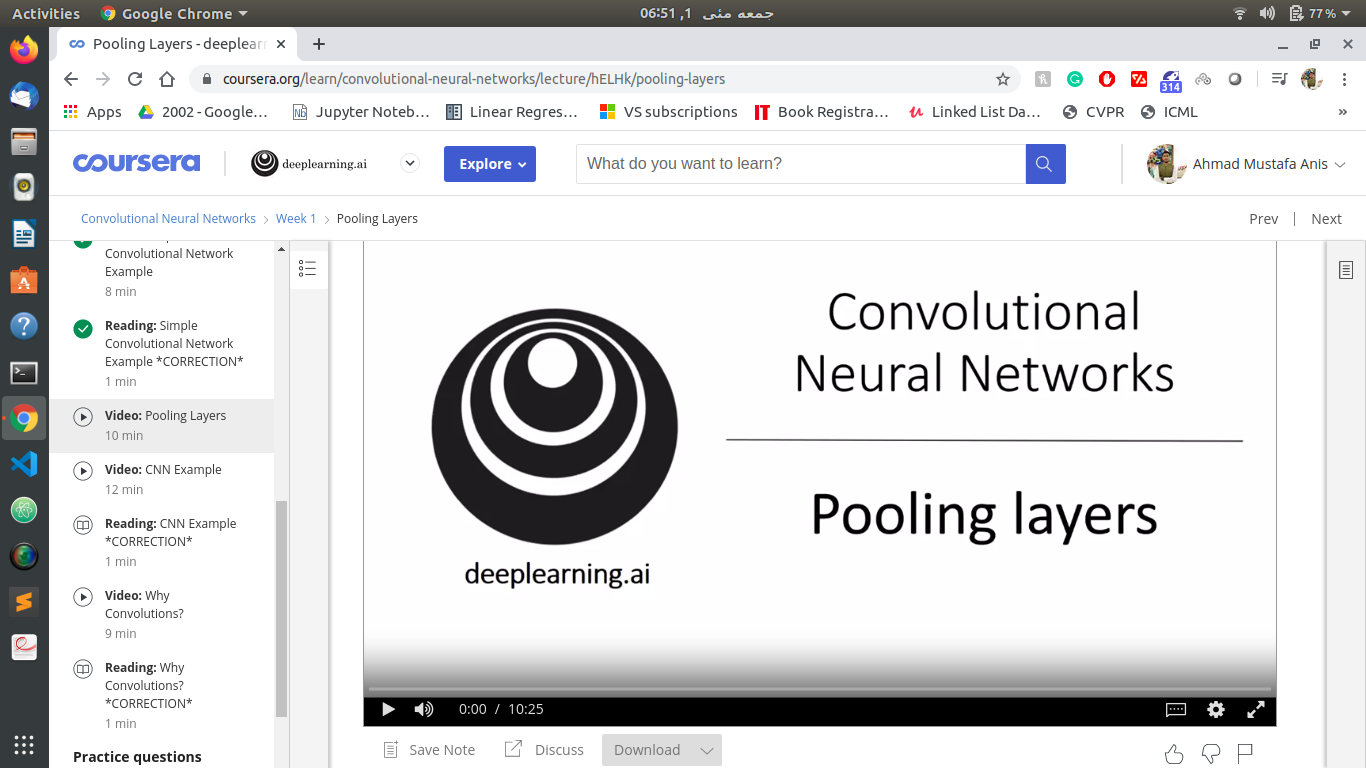 Activities
Google Chrome
جمعه مئی 1, 06:51
77%
Pooling Layers - deeplearn
coursera.org/learn/convolutional-neural-networks/lecture/hELHk/pooling-layers
314
Apps
2002 - Google…
Jupyter Noteb…
Linear Regres…
VS subscriptions
Book Registra…
Linked List Da…
CVPR
ICML
»
coursera
deeplearning.ai
Explore
What do you want to learn?
Ahmad Mustafa Anis
Convolutional Neural Networks > Week 1 > Pooling Layers
Prev | Next
Convolutional Network
Example
8 min
Reading: Simple
Convolutional Network
Example *CORRECTION*
1 min
Video: Pooling Layers
10 min
Video: CNN Example
12 min
Reading: CNN Example
*CORRECTION*
1 min
Video: Why
Convolutions?
9 min
Reading: Why
Convolutions?
*CORRECTION*
1 min
Practice questions
deeplearning.ai
Convolutional
Neural Networks
Pooling layers
0:00 / 10:25
Save Note
Discuss
Download